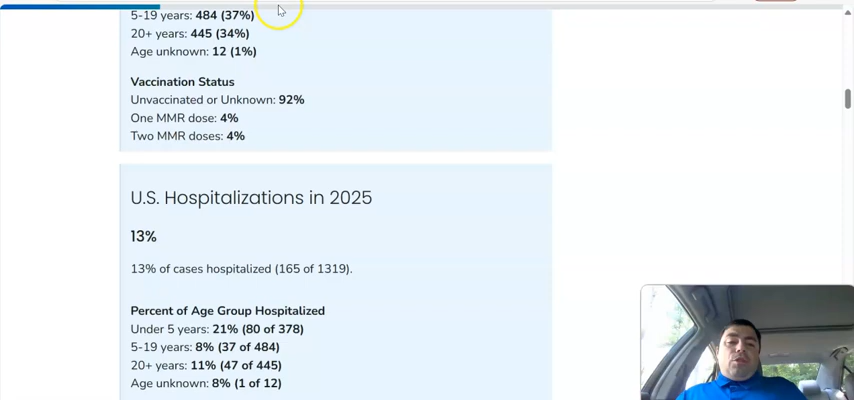 5-19 years: 484 (37%)
20+ years: 445 (34%)
Age unknown: 12 (1%)
Vaccination Status
Unvaccinated or Unknown: 92%
One MMR dose: 4%
Two MMR doses: 4%
U.S. Hospitalizations in 2025
13%
13% of cases hospitalized (165 of 1319).
Percent of Age Group Hospitalized
Under 5 years: 21% (80 of 378)
5-19 years: 8% (37 of 484)
20+ years: 11% (47 of 445)
Age unknown: 8% (1 of 12)